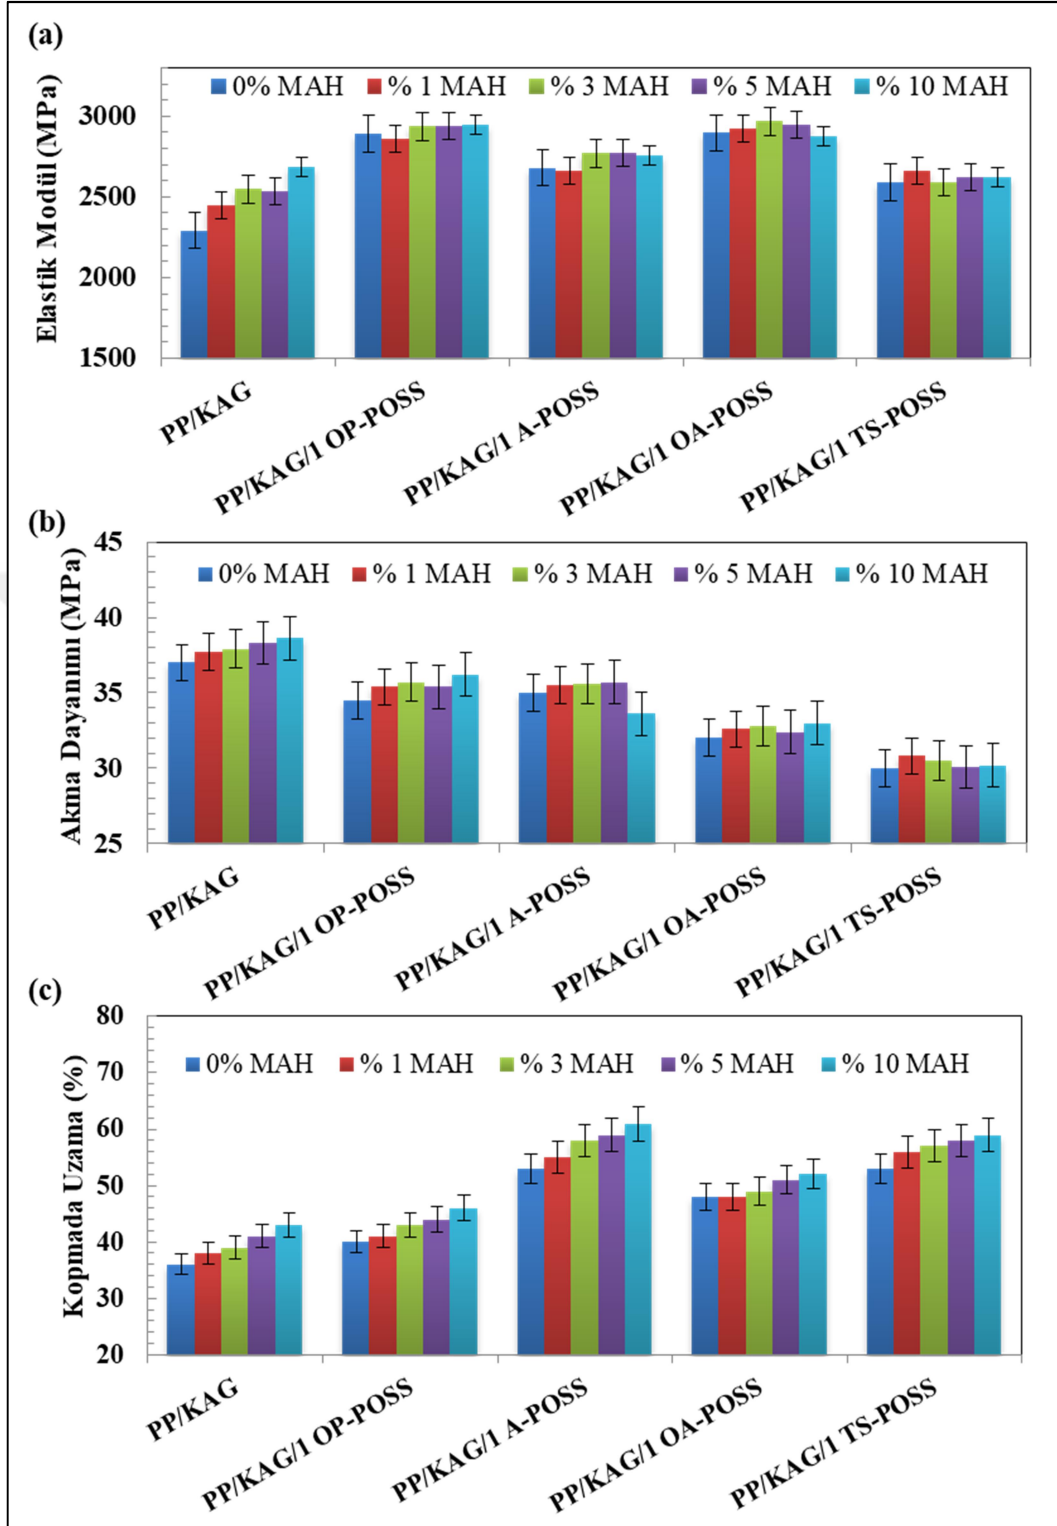 (a)
Elastik Modül (MPa)
0% MAH % 1 MAH % 3 MAH % 5 MAH % 10 MAH
3000
2500
2000
1500
PP/KAG
PP/KAG/1 OP-POSS
PP/KAG/1 A-POSS
PP/KAG/1 OA-POSS
PP/KAG/1 TS-POSS
(b)
Akma Dayanımı (MPa)
45
0% MAH % 1 MAH % 3 MAH % 5 MAH % 10 MAH
40
35
30
25
PP/KAG
PP/KAG/1 OP-POSS
PP/KAG/1 A-POSS
PP/KAG/1 OA-POSS
PP/KAG/1 TS-POSS
(c)
Kopmada Uzama (%)
80
0% MAH % 1 MAH % 3 MAH % 5 MAH % 10 MAH
70
60
50
40
30
20
PP/KAG
PP/KAG/1 OP-POSS
PP/KAG/1 A-POSS
PP/KAG/1 OA-POSS
PP/KAG/1 TS-POSS